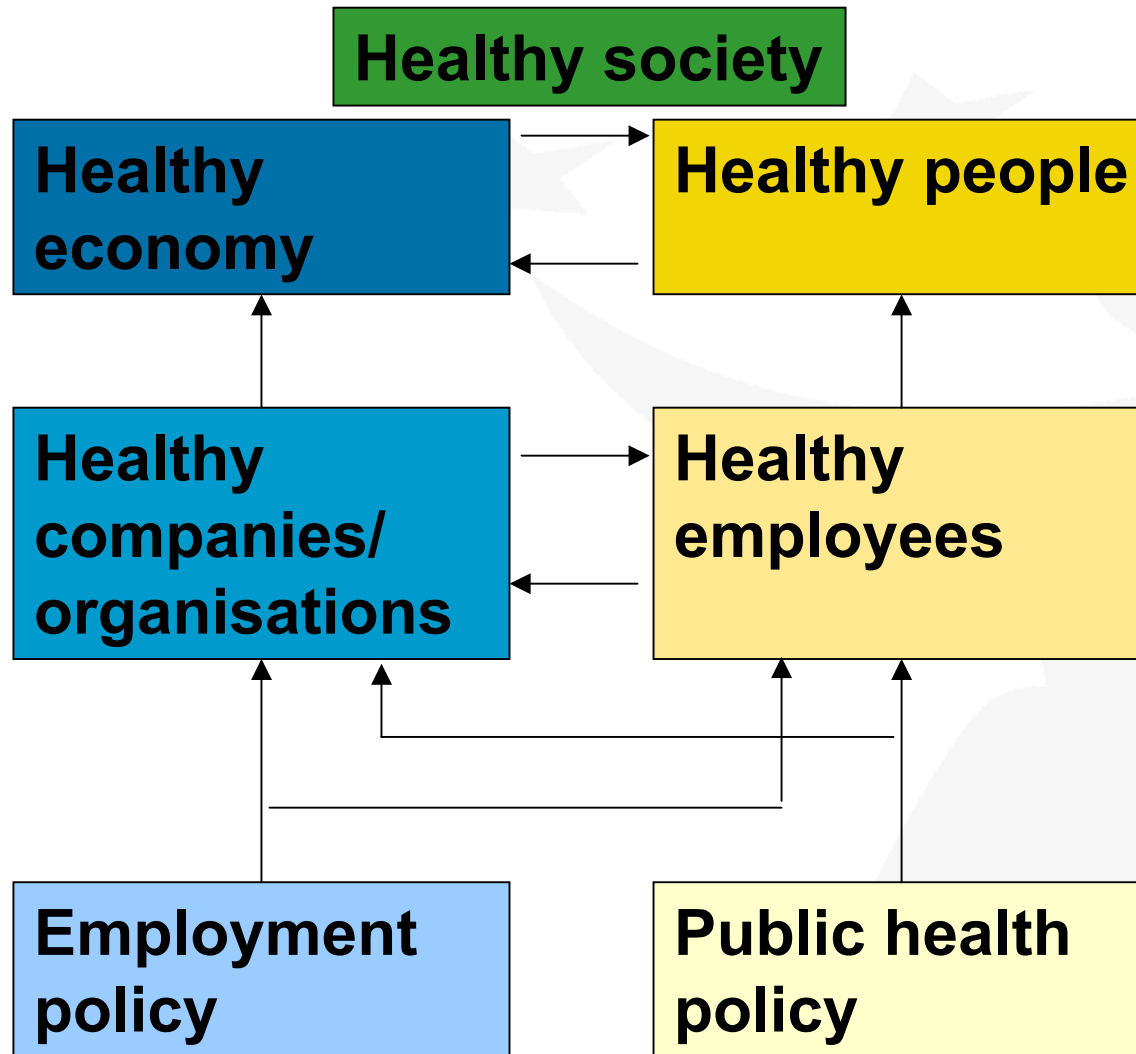 Healthy society
Healthy
economy
Healthy people
Healthy
companies/
organisations
Healthy
employees
Employment
policy
Public health
policy